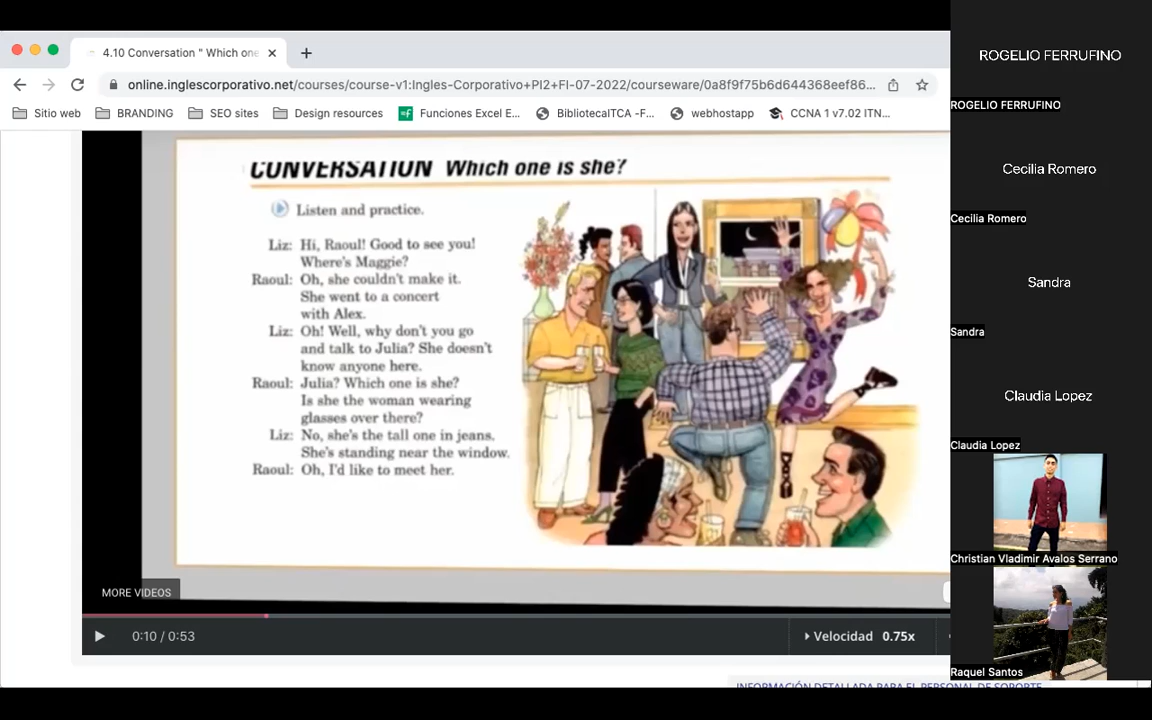 4.10 Conversation " Which one
online.inglescorporativo.net/courses/course-v1:Ingles-Corporativo+PI2+FI-07-2022/courseware/0a8f9f75b6d644368eef86...
Sitio web BRANDING SEO sites Design resources Funciones Excel E... BibliotecaITCA -F... webhostapp CCNA 1 v7.02 ITN...
CONVERSATION Which one is she?
Listen and practice.
Liz: Hi, Raoul! Good to see you!
Where's Maggie?
Raoul: Oh, she couldn't make it.
She went to a concert
with Alex.
Liz: Oh! Well, why don't you go
and talk to Julia? She doesn't
know anyone here.
Raoul: Julia? Which one is she?
Is she the woman wearing
glasses over there?
Liz: No, she's the tall one in jeans.
She's standing near the window.
Raoul: Oh, I'd like to meet her.
MORE VIDEOS
0:10 / 0:53
Velocidad 0.75x
INFORMACIÓN DETALLADA PARA EL PERSONAL DE SOPORTE
ROGELIO FERRUFINO
ROGELIO FERRUFINO
Cecilia Romero
Cecilia Romero
Sandra
Sandra
Claudia Lopez
Claudia Lopez
Christian Vladimir Avalos Serrano
Raquel Santos